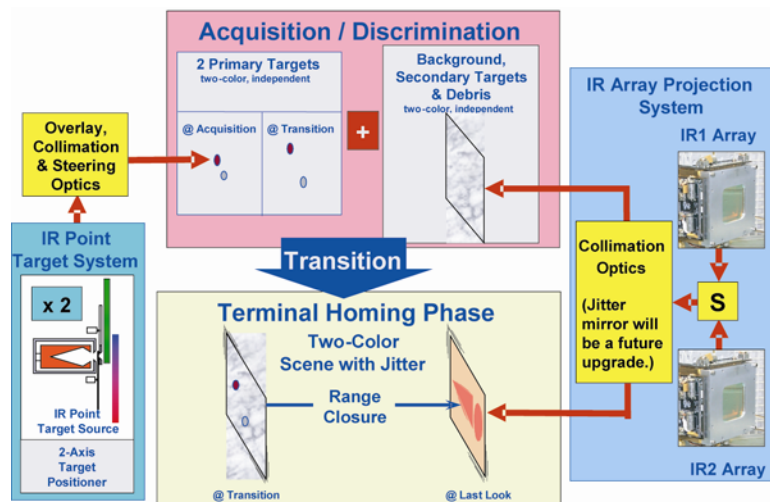 Acquisition / Discrimination
2 Primary Targets
two-color, independent
@ Acquisition
@ Transition
+
Background,
Secondary Targets
& Debris
two-color, independent
Overlay,
Collimation
& Steering
Optics
IR Point
Target System
x 2
IR Point
Target Source
2-Axis
Target
Positioner
Transition
Terminal Homing Phase
Two-Color
Scene with Jitter
Range
Closure
@ Transition
@ Last Look
IR Array Projection
System
IR1 Array
Collimation
Optics
(Jitter
mirror will
be a future
upgrade.)
S
IR2 Array